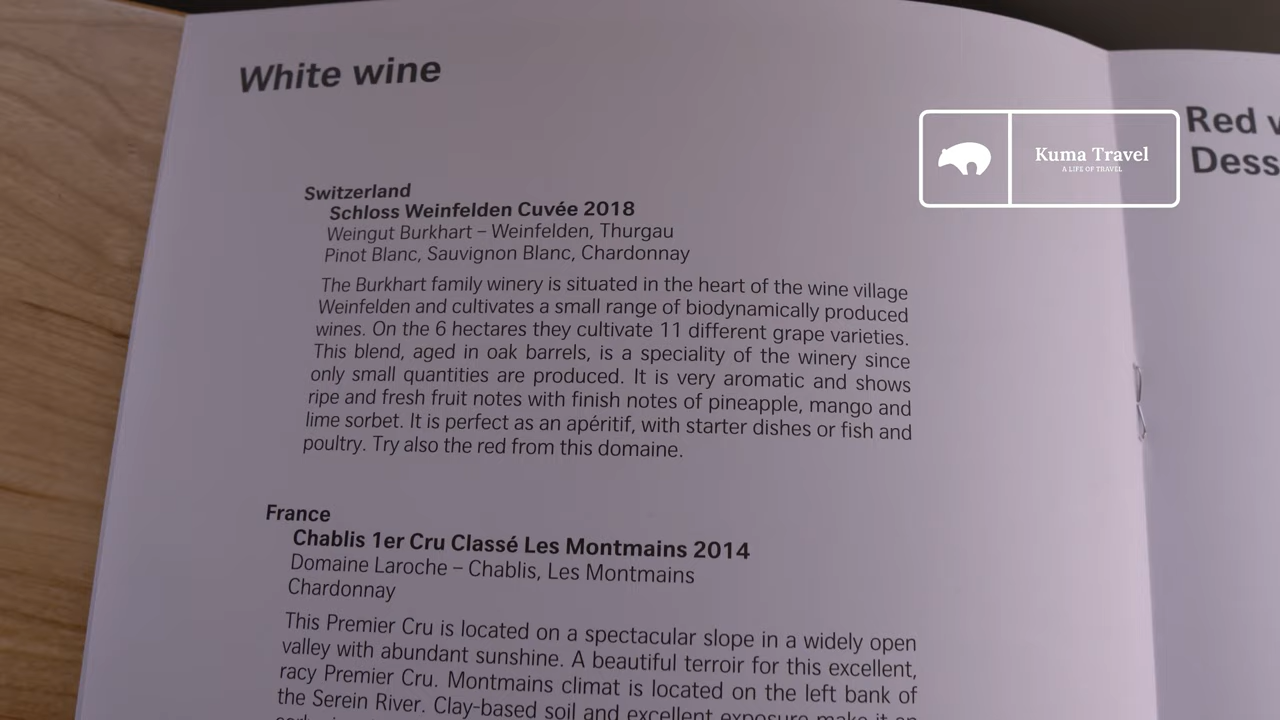 White wine
Switzerland
Schloss Weinfelden Cuvée 2018
Weingut Burkhart – Weinfelden, Thurgau
Pinot Blanc, Sauvignon Blanc, Chardonnay
The Burkhart family winery is situated in the heart of the wine village
Weinfelden and cultivates a small range of biodynamically produced
wines. On the 6 hectares they cultivate 11 different grape varieties.
This blend, aged in oak barrels, is a speciality of the winery since
only small quantities are produced. It is very aromatic and shows
ripe and fresh fruit notes with finish notes of pineapple, mango and
lime sorbet. It is perfect as an apéritif, with starter dishes or fish and
poultry. Try also the red from this domaine.
France
Chablis 1er Cru Classé Les Montmains 2014
Domaine Laroche – Chablis, Les Montmains
Chardonnay
This Premier Cru is located on a spectacular slope in a widely open
valley with abundant sunshine. A beautiful terroir for this excellent,
racy Premier Cru. Montmains climat is located on the left bank of
the Serein River. Clay-based soil and excellent exposure make it an
Kuma Travel
A LIFE OF TRAVEL
Red